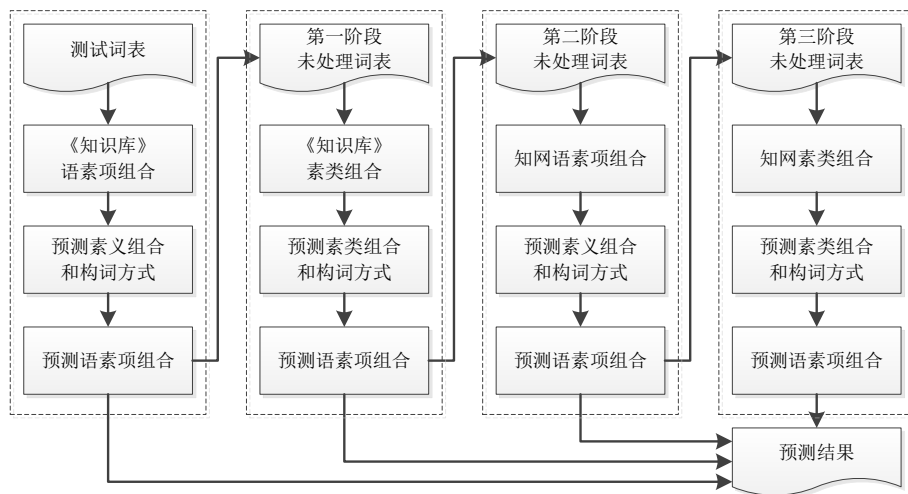 测试词表
《知识库》
语素项组合
预测素义组合
和构词方式
预测语素项组合
第一阶段
未处理词表
《知识库》
素类组合
预测素类组合
和构词方式
预测语素项组合
第二阶段
未处理词表
知网语素项组合
预测素义组合
和构词方式
预测语素项组合
第三阶段
未处理词表
知网素类组合
预测素类组合
和构词方式
预测语素项组合
预测结果